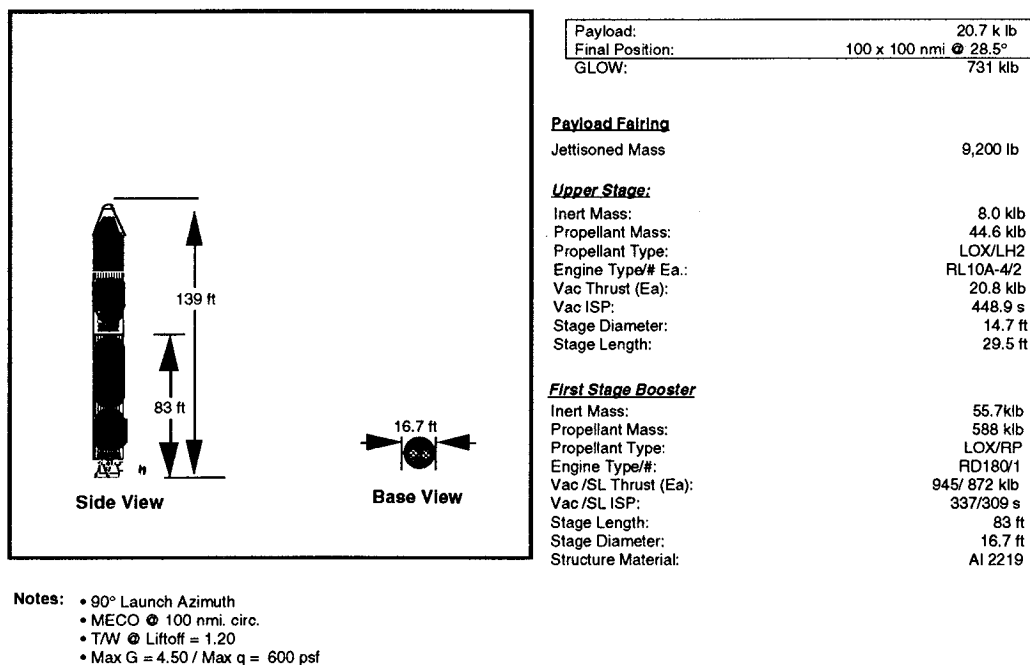 139 ft
83 ft
16.7 ft
Side View
Base View
Payload: 20.7 k lb
Final Position: 100 x 100 nmi @ 28.5°
GLOW: 731 klb
Payload Fairing
Jettisoned Mass 9,200 lb
Upper Stage:
Inert Mass: 8.0 klb
Propellant Mass: 44.6 klb
Propellant Type: LOX/LH2
Engine Type/# Ea.: RL10A-4/2
Vac Thrust (Ea): 20.8 klb
Vac ISP: 448.9 s
Stage Diameter: 14.7 ft
Stage Length: 29.5 ft
First Stage Booster
Inert Mass: 55.7klb
Propellant Mass: 588 klb
Propellant Type: LOX/RP
Engine Type/#: RD180/1
Vac /SL Thrust (Ea): 945/ 872 klb
Vac /SL ISP: 337/309 s
Stage Length: 83 ft
Stage Diameter: 16.7 ft
Structure Material: Al 2219
Notes: • 90° Launch Azimuth
• MECO @ 100 nmi. circ.
• T/W @ Liftoff = 1.20
• Max G = 4.50 / Max q = 600 psf